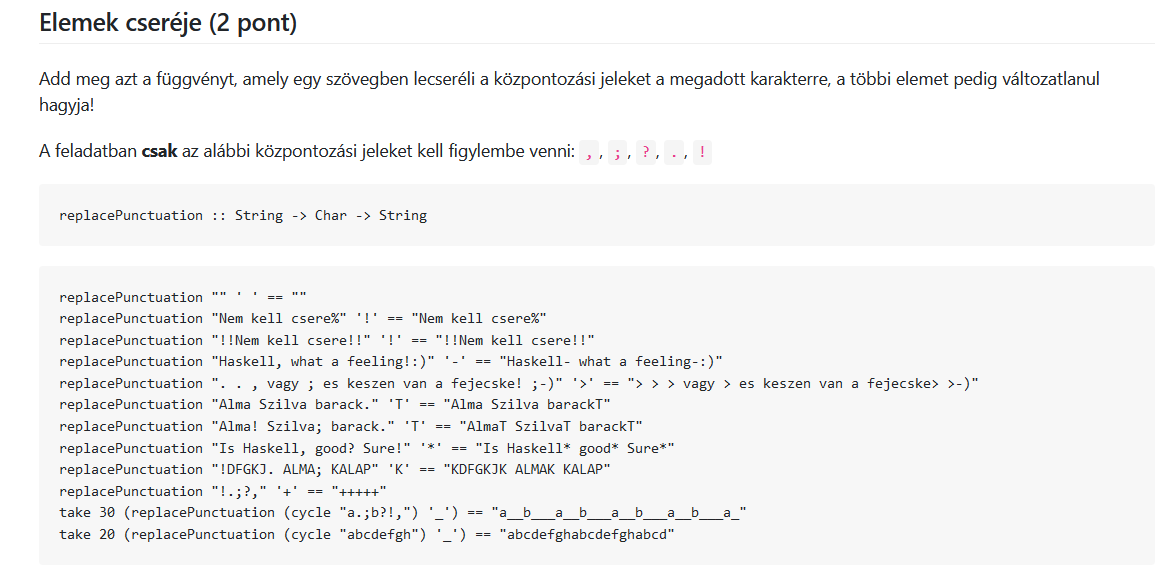 Elemek cseréje (2 pont)
Add meg azt a függvényt, amely egy szövegben lecseréli a központozási jeleket a megadott karakterre, a többi elemet pedig változatlanul
hagyja!
A feladatban csak az alábbi központozási jeleket kell figylembe venni: , , ; , ? , . , !
replacePunctuation :: String -> Char -> String
replacePunctuation "" ' ' == ""
replacePunctuation "Nem kell csere%" '!' == "Nem kell csere%"
replacePunctuation "!!Nem kell csere!!" '!' == "!!Nem kell csere!!"
replacePunctuation "Haskell, what a feeling!:)" '-' == "Haskell- what a feeling-:)"
replacePunctuation ". . , vagy ; es keszen van a fejecske! ;-)" '>' == "> > > vagy > es keszen van a fejecske> >-)"
replacePunctuation "Alma Szilva barack." 'T' == "Alma Szilva barackT"
replacePunctuation "Alma! Szilva; barack." 'T' == "AlmaT SzilvaT barackT"
replacePunctuation "Is Haskell, good? Sure!" '*' == "Is Haskell* good* Sure*"
replacePunctuation "!DFGKJ. ALMA; KALAP" 'K' == "KDFGKJK ALMAK KALAP"
replacePunctuation "!.;?," '+' == "+++++"
take 30 (replacePunctuation (cycle "a.;b?!,") '_') == "a__b___a__b___a__b___a__b___a_"
take 20 (replacePunctuation (cycle "abcdefgh") '_') == "abcdefghabcdefghabcd"